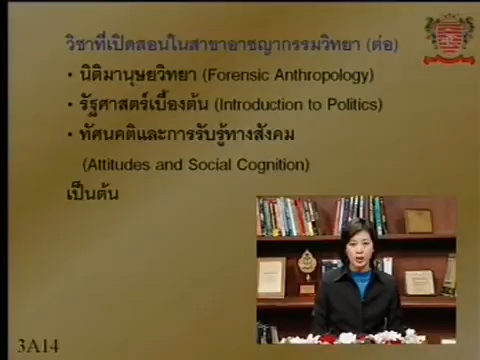 วิชาที่เปิดสอนในสาขาอาชญากรรมวิทยา (ต่อ)
• นิติมานุษยวิทยา (Forensic Anthropology)
• รัฐศาสตร์เบื้องต้น (Introduction to Politics)
• ทัศนคติและการรับรู้ทางสังคม
(Attitudes and Social Cognition)
เป็นต้น
3A14